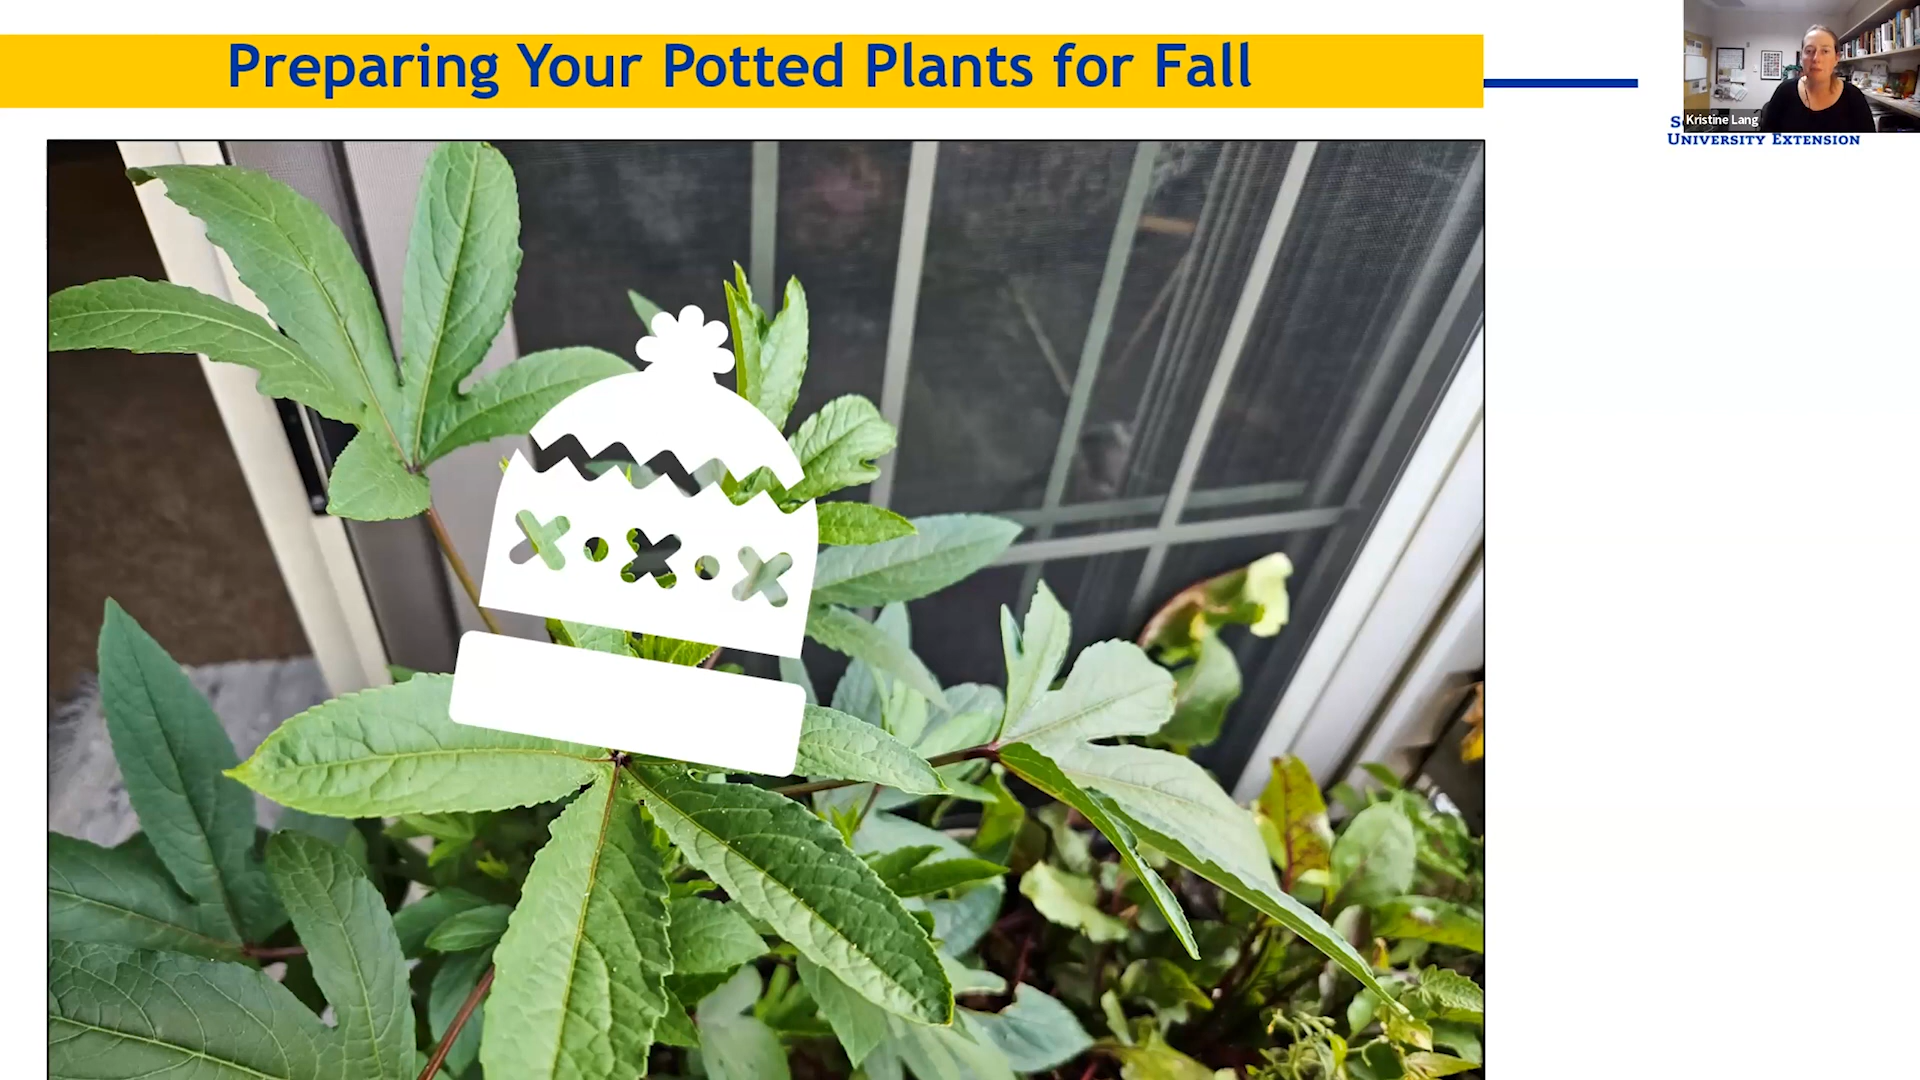 Preparing Your Potted Plants for Fall
Kristine Lang
University Extension